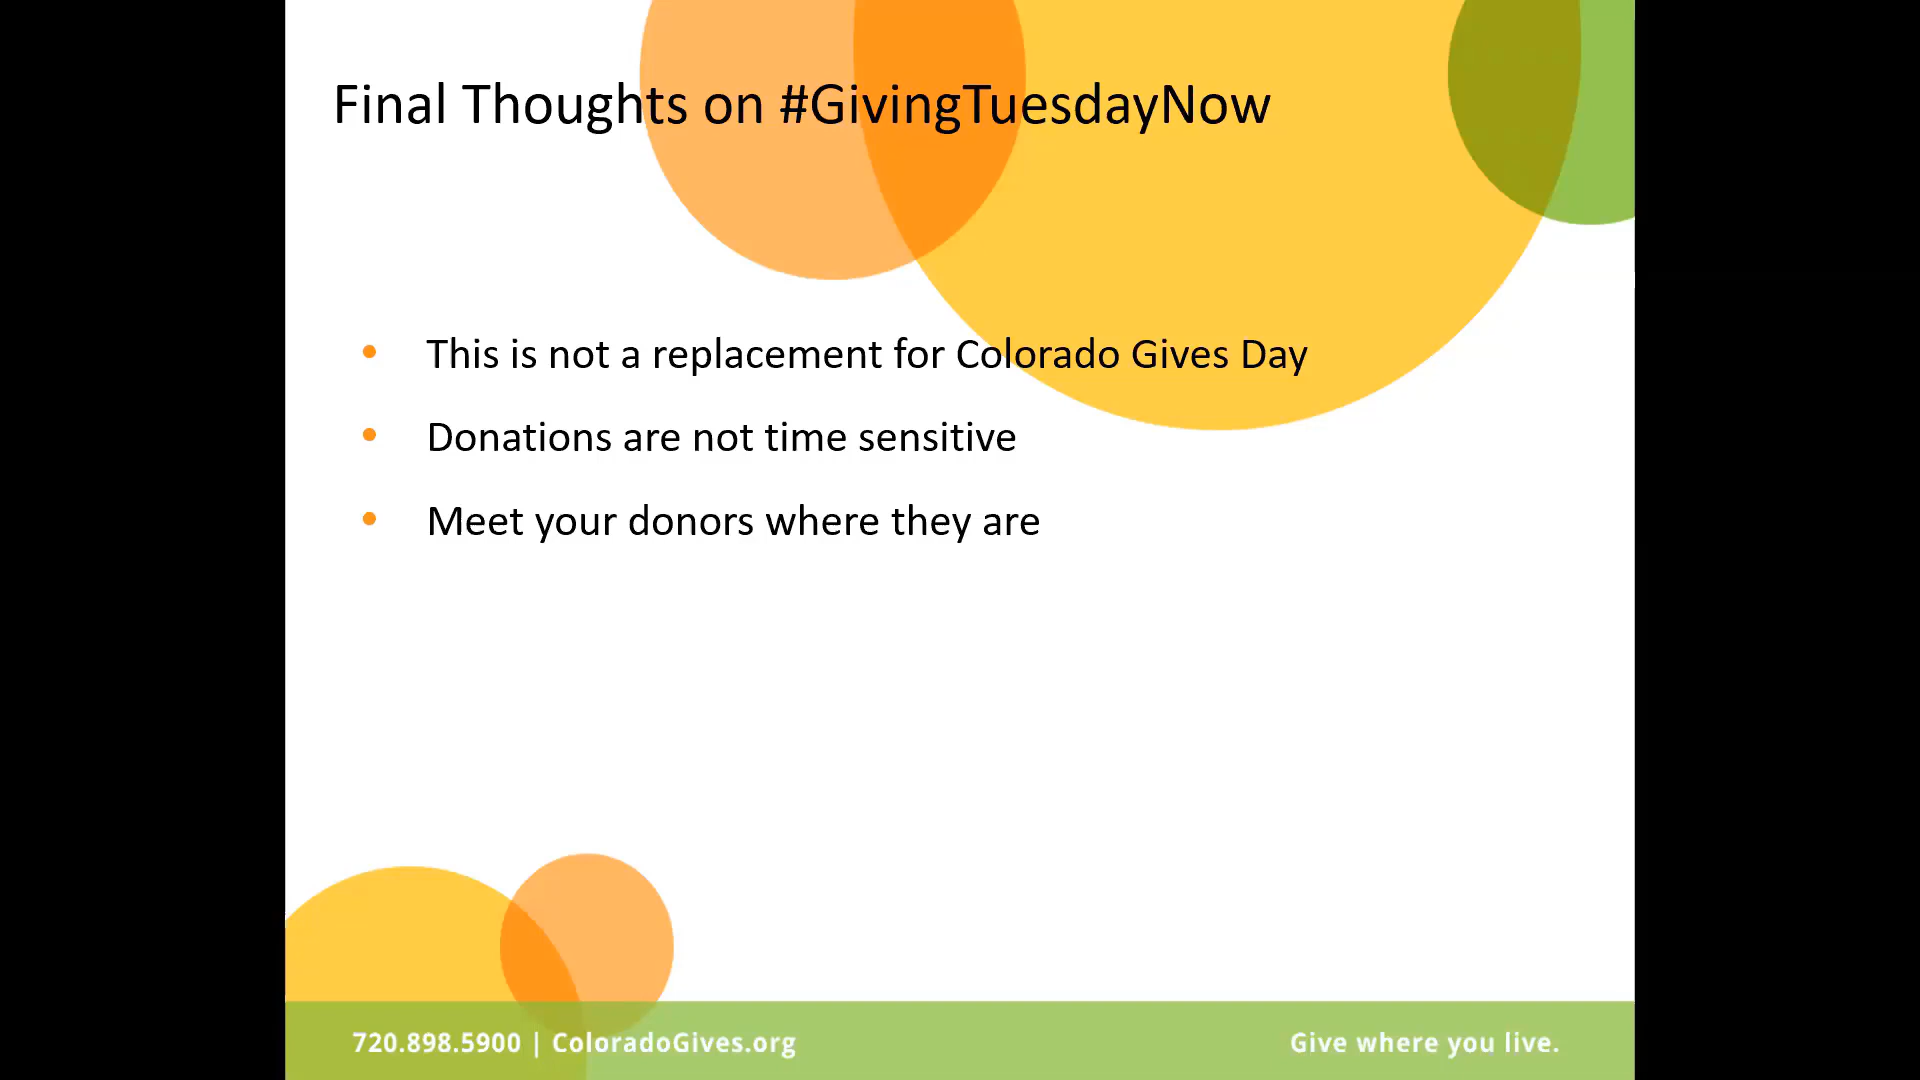 Final Thoughts on #GivingTuesdayNow
• This is not a replacement for Colorado Gives Day
• Donations are not time sensitive
• Meet your donors where they are
720.898.5900 | ColoradoGives.org
Give where you live.